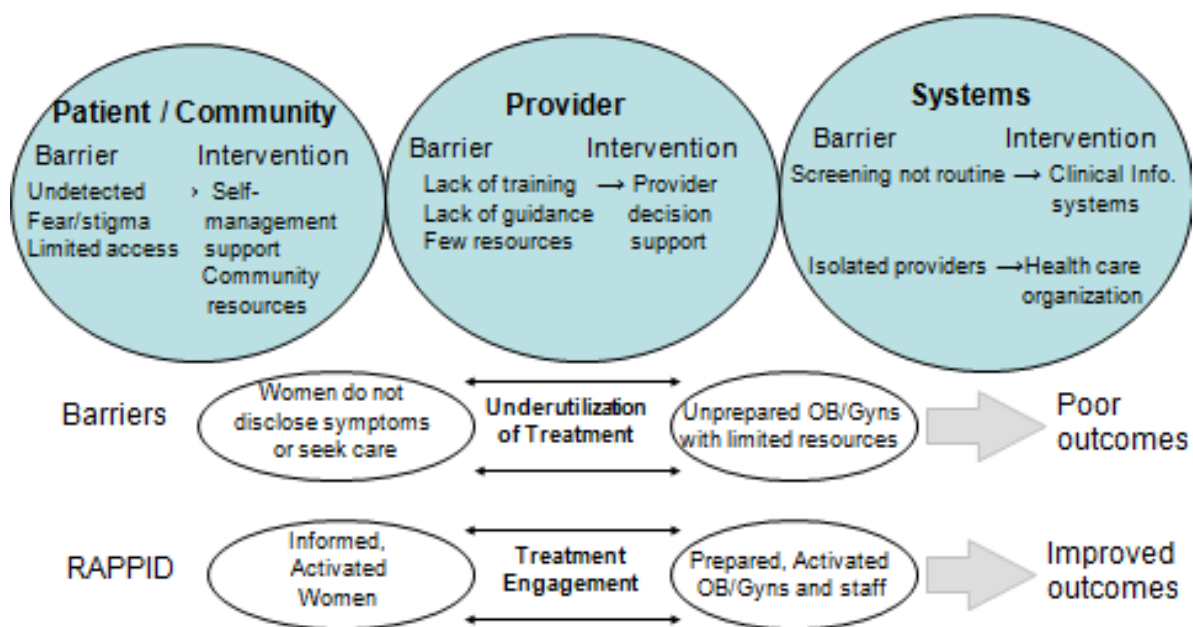 Patient / Community
Barrier Intervention
Undetected › Self-
Fear/stigma management
Limited access support
Community
resources
Provider
Barrier Intervention
Lack of training → Provider
Lack of guidance decision
Few resources support
Systems
Barrier Intervention
Screening not routine → Clinical Info.
systems
Isolated providers → Health care
organization
Barriers
Women do not
disclose symptoms
or seek care
Underutilization
of Treatment
Unprepared OB/Gyns
with limited resources
Poor
outcomes
RAPPID
Informed,
Activated
Women
Treatment
Engagement
Prepared, Activated
OB/Gyns and staff
Improved
outcomes